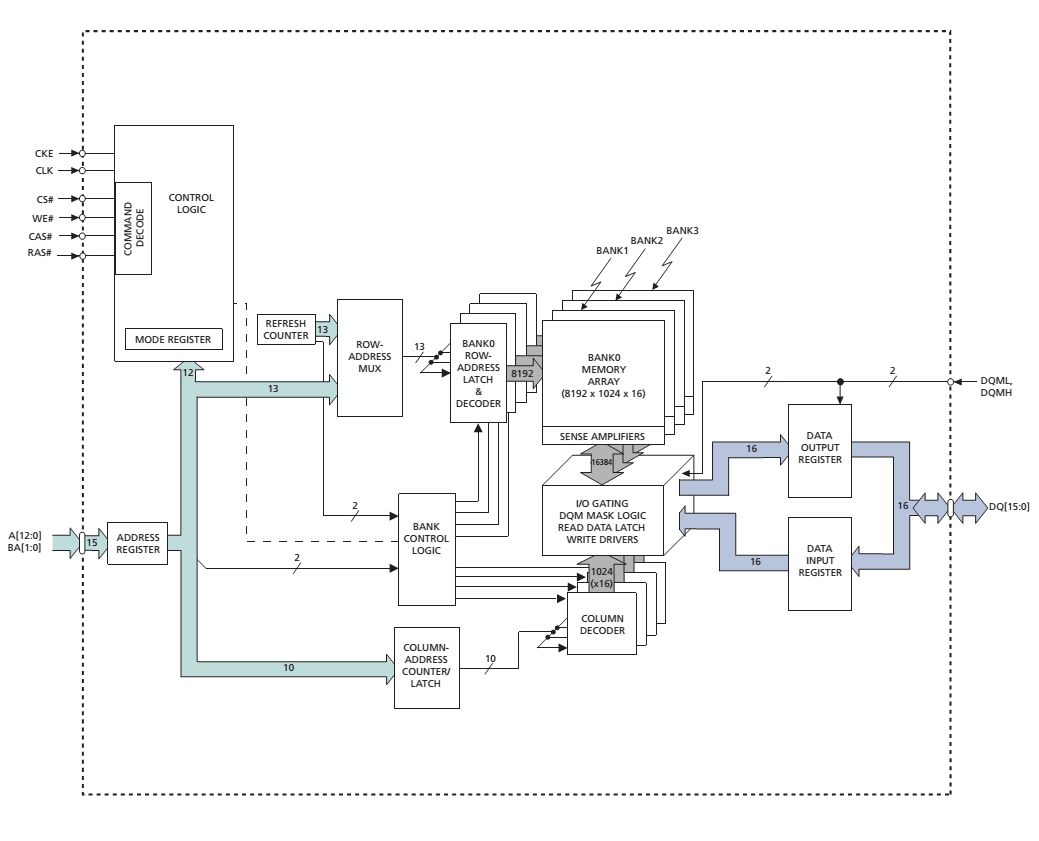 CKE
CLK
CS#
WE#
CAS#
RAS#
COMMAND
DECODE
CONTROL
LOGIC
MODE REGISTER
12
REFRESH
COUNTER
13
13
ROW-
ADDRESS
MUX
13
BANK0
ROW-
ADDRESS
LATCH
&
DECODER
8192
BANK1
BANK2
BANK3
BANK0
MEMORY
ARRAY
(8192 x 1024 x 16)
SENSE AMPLIFIERS
16384
I/O GATING
DQM MASK LOGIC
READ DATA LATCH
WRITE DRIVERS
2
2
DQML,
DQMH
DATA
OUTPUT
REGISTER
16
16
DQ[15:0]
DATA
INPUT
REGISTER
16
A[12:0]
BA[1:0]
15
ADDRESS
REGISTER
2
2
BANK
CONTROL
LOGIC
1024
(x16)
COLUMN
DECODER
10
COLUMN-
ADDRESS
COUNTER/
LATCH
10